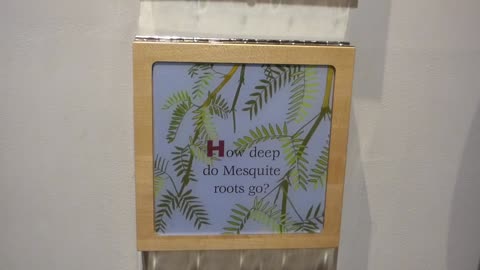 How deep
do Mesquite
roots go?